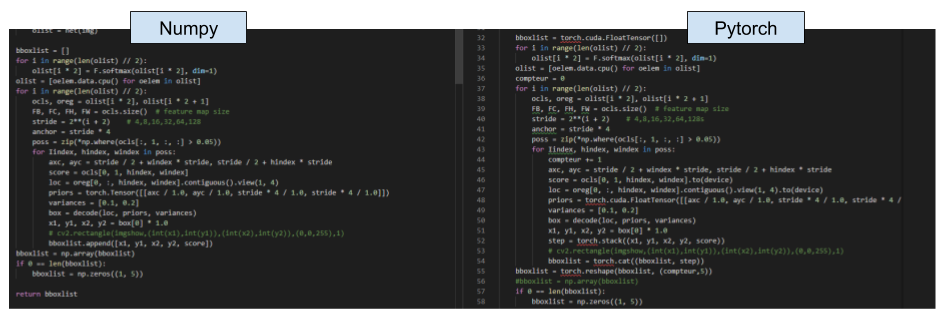 Numpy
olist = net(img)
bboxlist = []
for i in range(len(olist) // 2):
olist[i * 2] = F.softmax(olist[i * 2], dim=1)
olist = [oelem.data.cpu() for oelem in olist]
for i in range(len(olist) // 2):
ocls, oreg = olist[i * 2], olist[i * 2 + 1]
FB, FC, FH, FW = ocls.size()  # feature map size
stride = 2**(i + 2)    # 4,8,16,32,64,128
anchor = stride * 4
poss = zip(*np.where(ocls[:, 1, :, :] > 0.05))
for Iindex, hindex, windex in poss:
axc, ayc = stride / 2 + windex * stride, stride / 2 + hindex * stride
score = ocls[0, 1, hindex, windex]
loc = oreg[0, :, hindex, windex].contiguous().view(1, 4)
priors = torch.Tensor([[axc / 1.0, ayc / 1.0, stride * 4 / 1.0, stride * 4 / 1.0]])
variances = [0.1, 0.2]
box = decode(loc, priors, variances)
x1, y1, x2, y2 = box[0] * 1.0
# cv2.rectangle(imgshow,(int(x1),int(y1)),(int(x2),int(y2)),(0,0,255),1)
bboxlist.append([x1, y1, x2, y2, score])
bboxlist = np.array(bboxlist)
if 0 == len(bboxlist):
bboxlist = np.zeros((1, 5))
return bboxlist
Pytorch
32 bboxlist = torch.cuda.FloatTensor([])
33 for i in range(len(olist) // 2):
34 olist[i * 2] = F.softmax(olist[i * 2], dim=1)
35 olist = [oelem.data.cpu() for oelem in olist]
36 compteur = 0
37 for i in range(len(olist) // 2):
38 ocls, oreg = olist[i * 2], olist[i * 2 + 1]
39 FB, FC, FH, FW = ocls.size()  # feature map size
40 stride = 2**(i + 2)    # 4,8,16,32,64,128s
41 anchor = stride * 4
42 poss = zip(*np.where(ocls[:, 1, :, :] > 0.05))
43 for Iindex, hindex, windex in poss:
44 compteur += 1
45 axc, ayc = stride / 2 + windex * stride, stride / 2 + hindex * stride
46 score = ocls[0, 1, hindex, windex].to(device)
47 loc = oreg[0, :, hindex, windex].contiguous().view(1, 4).to(device)
48 priors = torch.cuda.FloatTensor([[axc / 1.0, ayc / 1.0, stride * 4 / 1.0, stride * 4 /
49 variances = [0.1, 0.2]
50 box = decode(loc, priors, variances)
51 x1, y1, x2, y2 = box[0] * 1.0
52 step = torch.stack((x1, y1, x2, y2, score))
53 # cv2.rectangle(imgshow,(int(x1),int(y1)),(int(x2),int(y2)),(0,0,255),1)
54 bboxlist = torch.cat((bboxlist, step))
55 bboxlist = torch.reshape(bboxlist, (compteur,5))
56 #bboxlist = np.array(bboxlist)
57 if 0 == len(bboxlist):
58 bboxlist = np.zeros((1, 5))